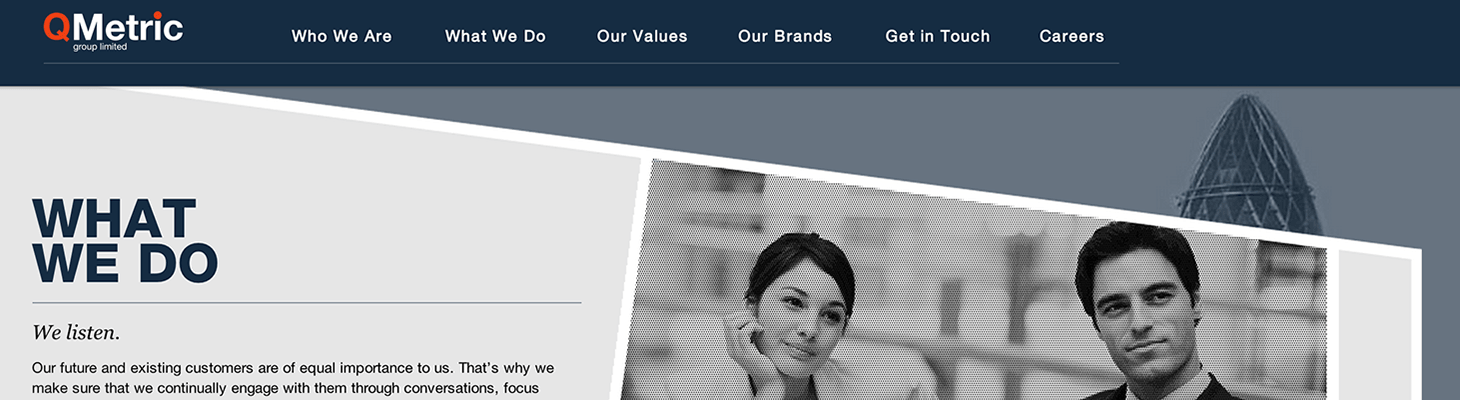 QMetric
group limited
Who We Are
What We Do
Our Values
Our Brands
Get in Touch
Careers
WHAT
WE DO
We listen.
Our future and existing customers are of equal importance to us. That's why we
make sure that we continually engage with them through conversations, focus